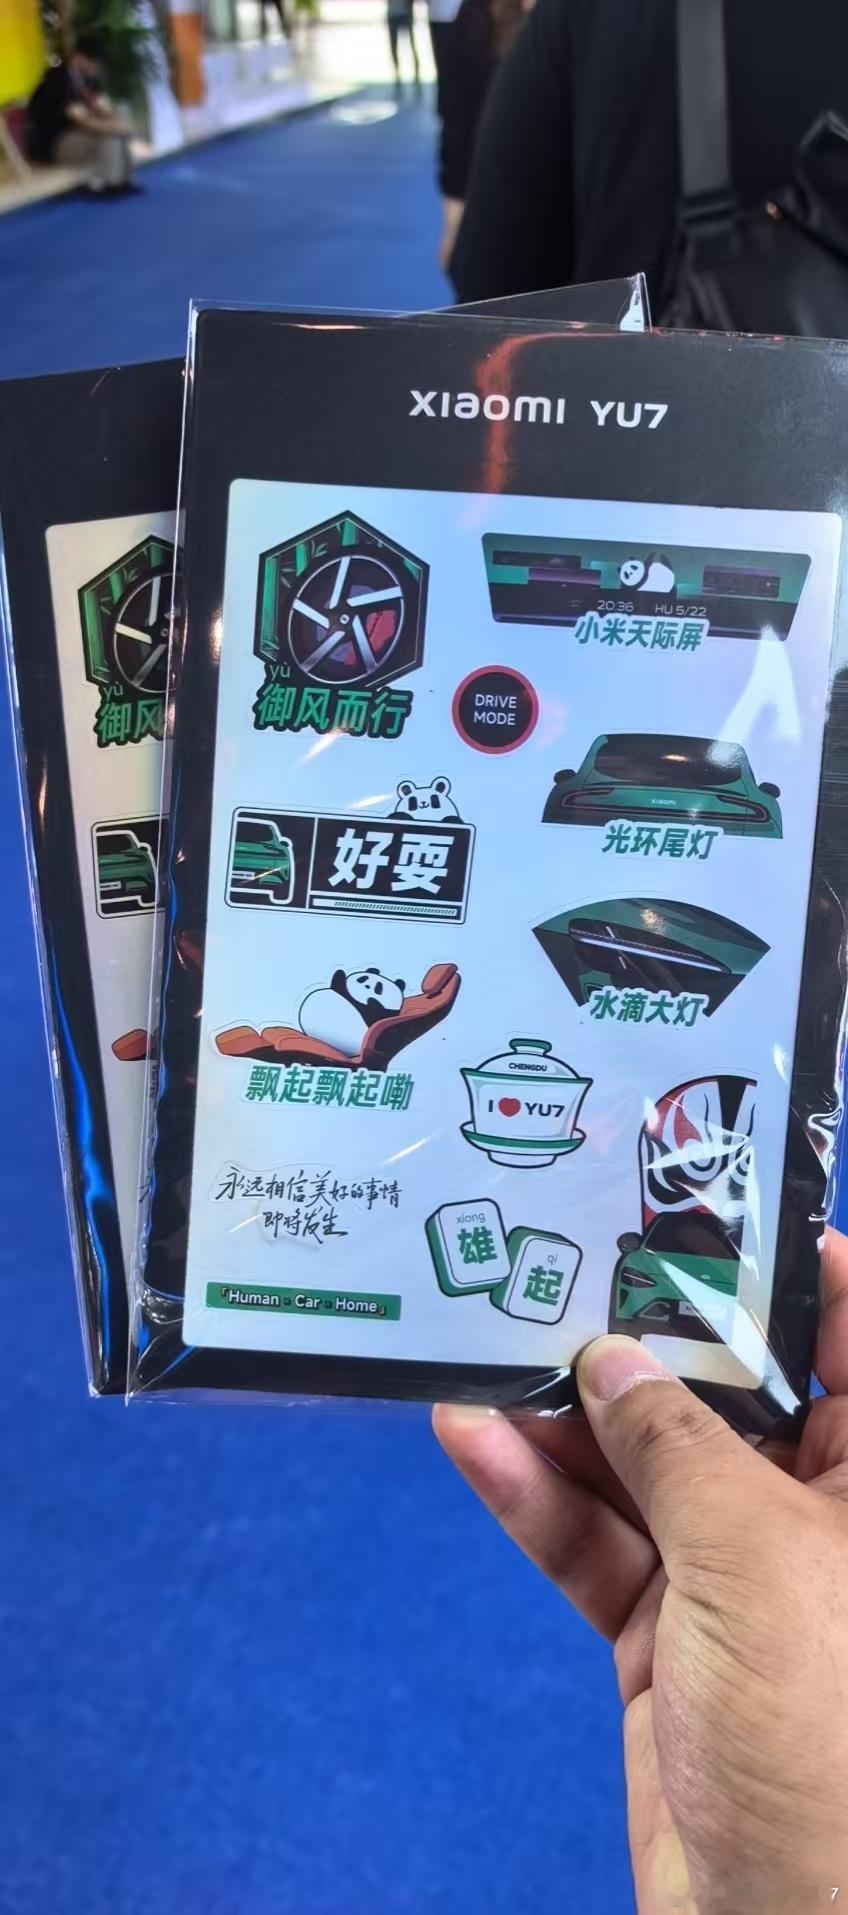 xiaomi YU7
20:36 HU 5/22
小米天际屏
yù
御风而行
yù
御风
DRIVE
MODE
xiaomi
光环尾灯
好耍
水滴大灯
飘起飘起嘞
CHENGDU
I YU7
永远相信美好的事情
即将发生
xiong
雄
qi
起
「Human × Car × Home」
7